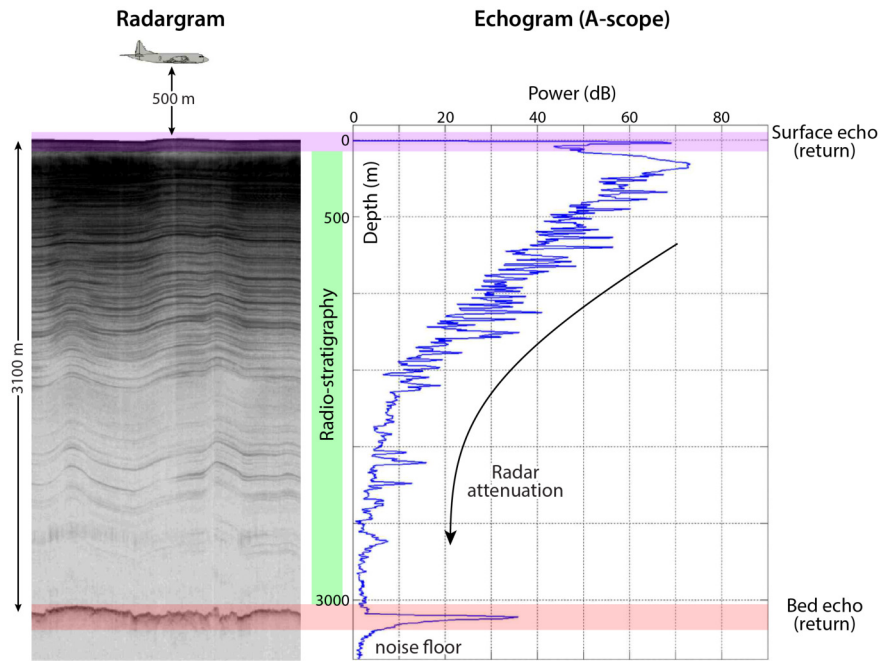 Radargram
Echogram (A-scope)
500 m
Power (dB)
0 20 40 60 80
0
Surface echo
(return)
Depth (m)
500
Radio-stratigraphy
3100 m
Radar
attenuation
3000
Bed echo
(return)
noise floor